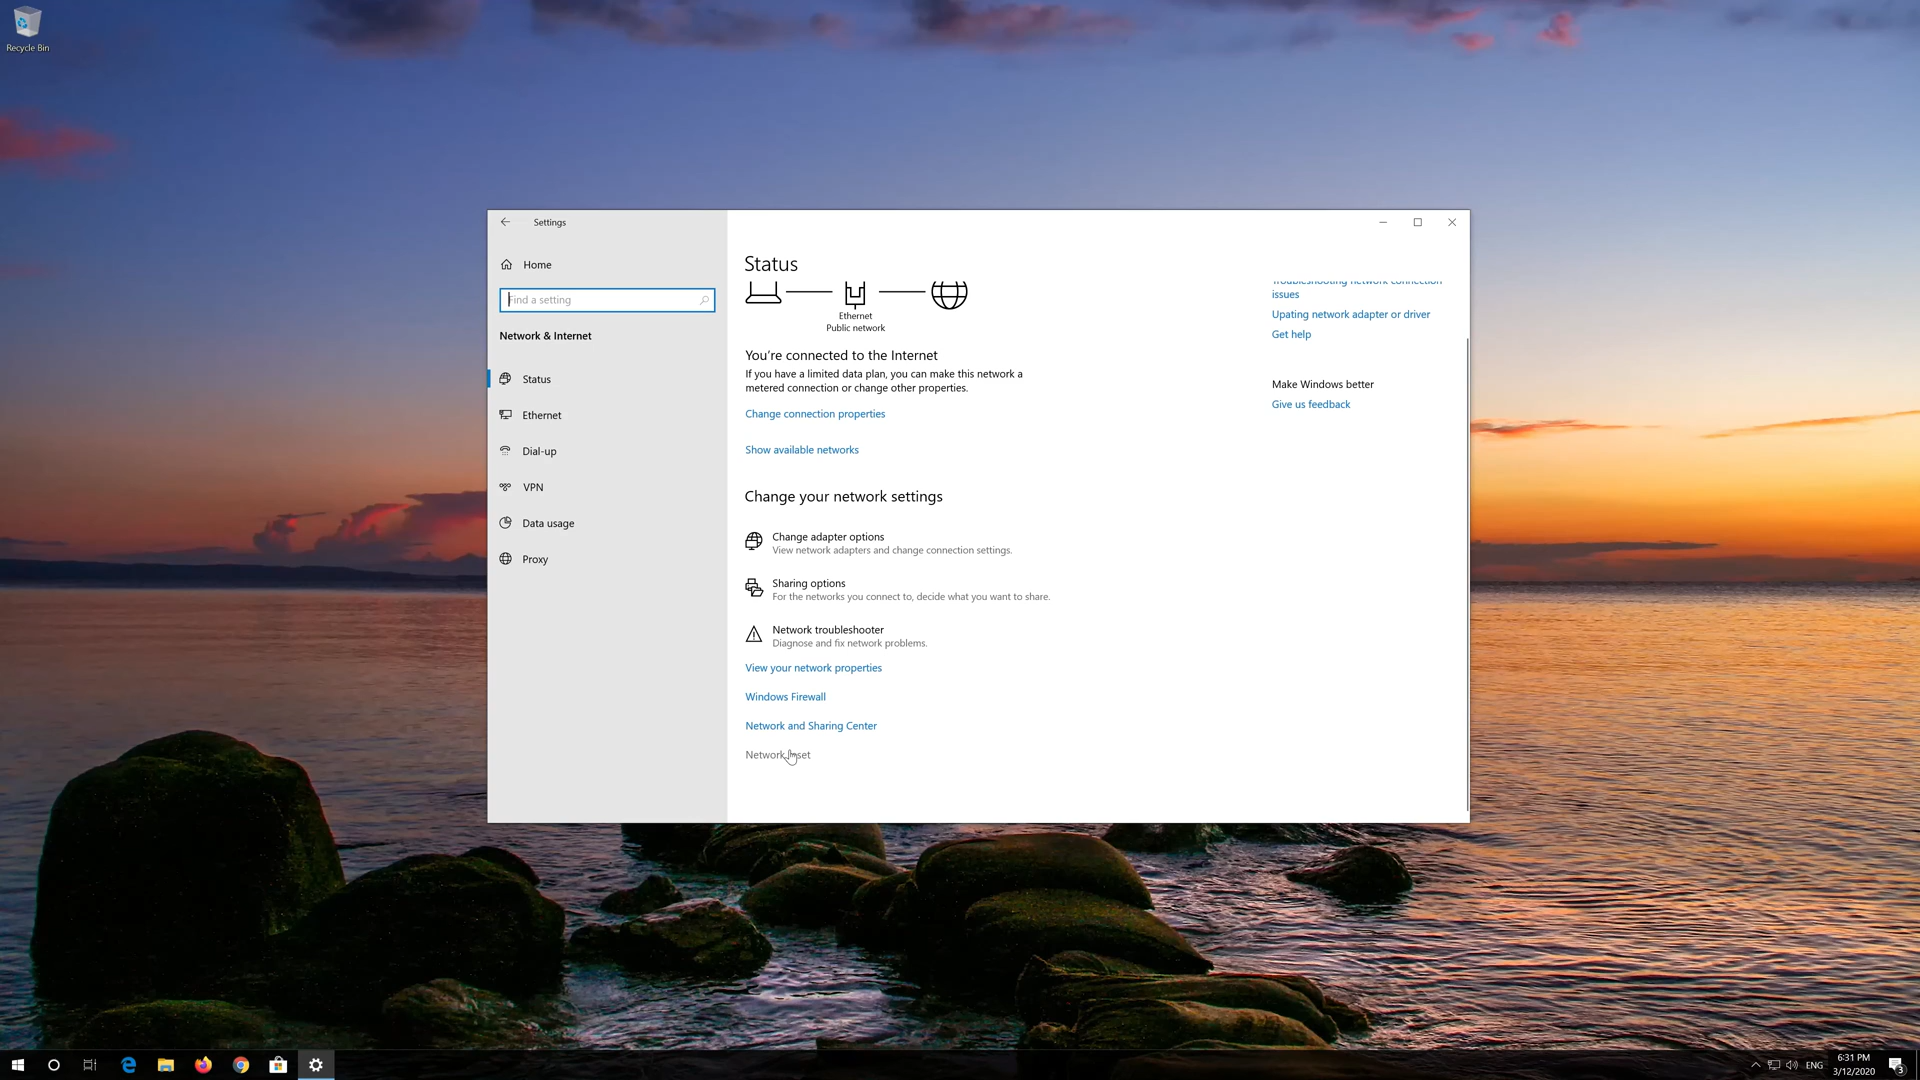 Recycle Bin
Settings
Home
Find a setting
Network & Internet
Status
Ethernet
Dial-up
VPN
Data usage
Proxy
Status
Ethernet
Public network
You're connected to the Internet
If you have a limited data plan, you can make this network a
metered connection or change other properties.
Change connection properties
Show available networks
Change your network settings
Change adapter options
View network adapters and change connection settings.
Sharing options
For the networks you connect to, decide what you want to share.
Network troubleshooter
Diagnose and fix network problems.
View your network properties
Windows Firewall
Network and Sharing Center
Network set
Troubleshooting network connection
issues
Upating network adapter or driver
Get help
Make Windows better
Give us feedback
ENG
6:31 PM
3/12/2020
3